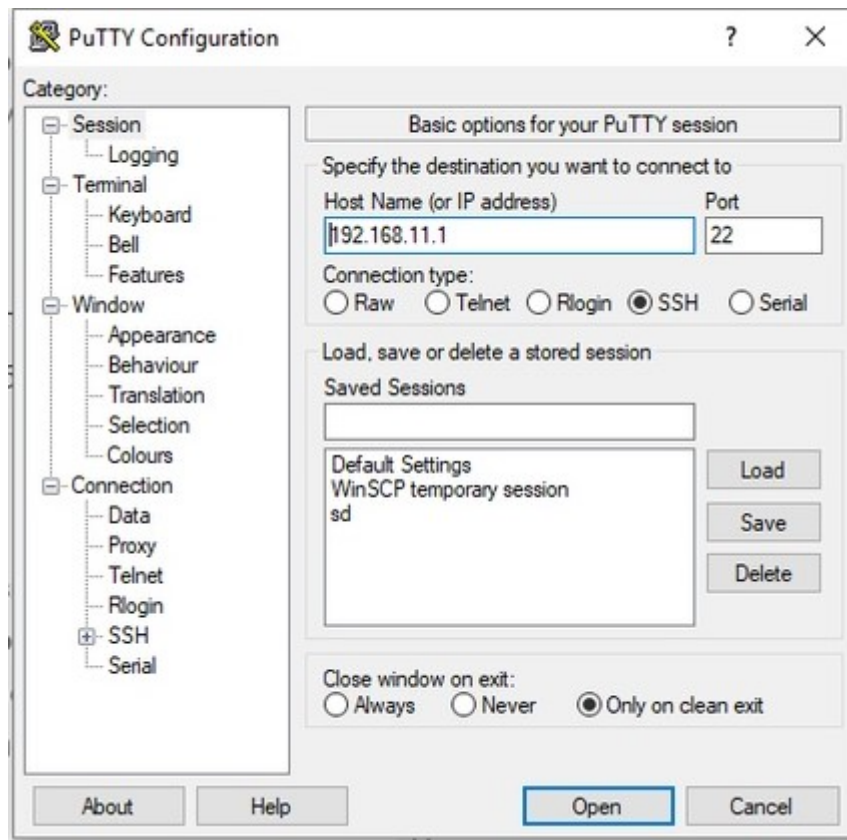 PuTTY Configuration
?
Category:
Session
Logging
Terminal
Keyboard
Bell
Features
Window
Appearance
Behaviour
Translation
Selection
Colours
Connection
Data
Proxy
Telnet
Rlogin
SSH
Serial
Basic options for your PuTTY session
Specify the destination you want to connect to
Host Name (or IP address) Port
192.168.11.1 22
Connection type:
Raw Telnet Rlogin SSH Serial
Load, save or delete a stored session
Saved Sessions
Default Settings
WinSCP temporary session
sd
Load
Save
Delete
Close window on exit:
Always Never Only on clean exit
About Help Open Cancel